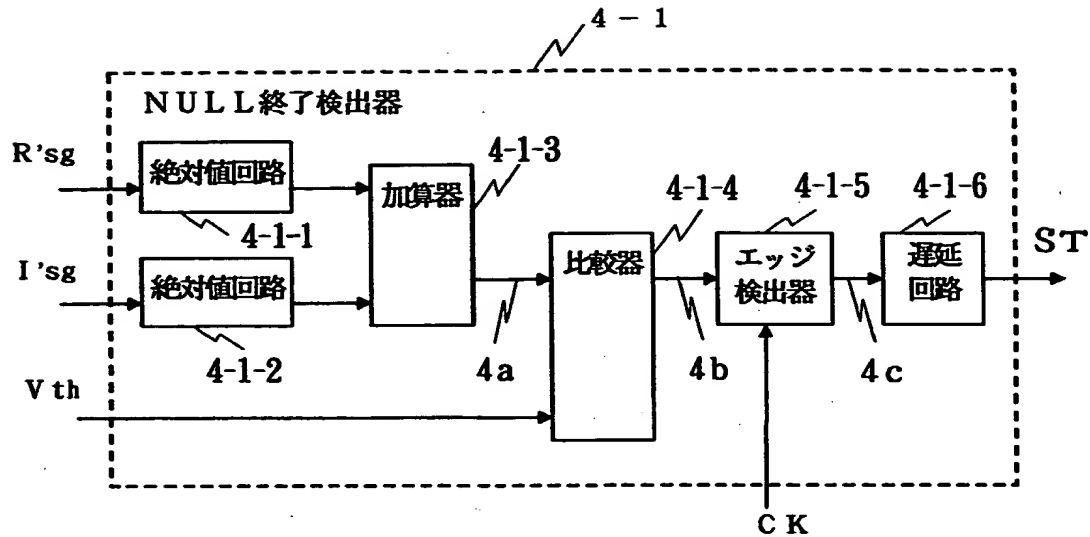 4-1
NULL終了検出器
R'sg
絶対値回路
4-1-1
I'sg
絶対値回路
4-1-2
加算器
4-1-3
4a
Vth
比較器
4-1-4
4b
エッジ
検出器
4-1-5
4c
遅延
回路
4-1-6
ST
CK